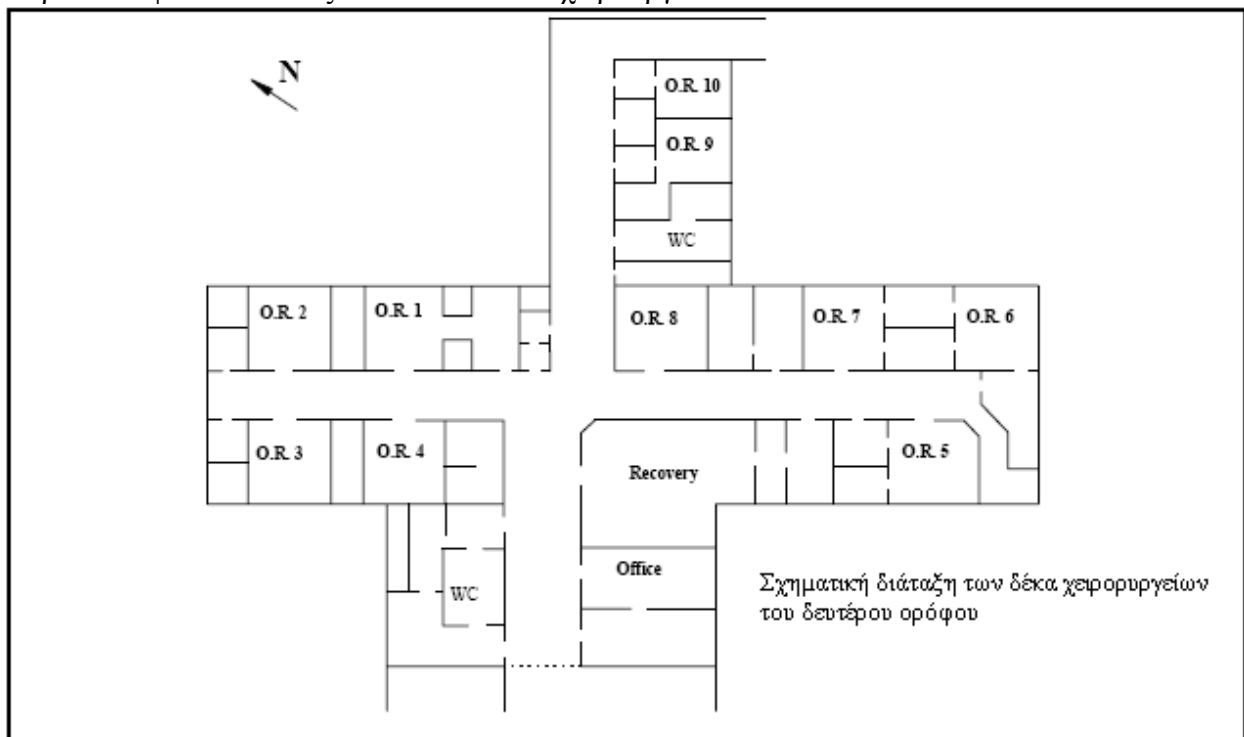 N
O.R. 10
O.R. 9
WC
O.R. 2
O.R. 1
O.R. 8
O.R. 7
O.R. 6
O.R. 3
O.R. 4
Recovery
O.R. 5
Office
WC
Σχηματική διάταξη των δέκα χειρορυργείων
του δευτέρου ορόφου